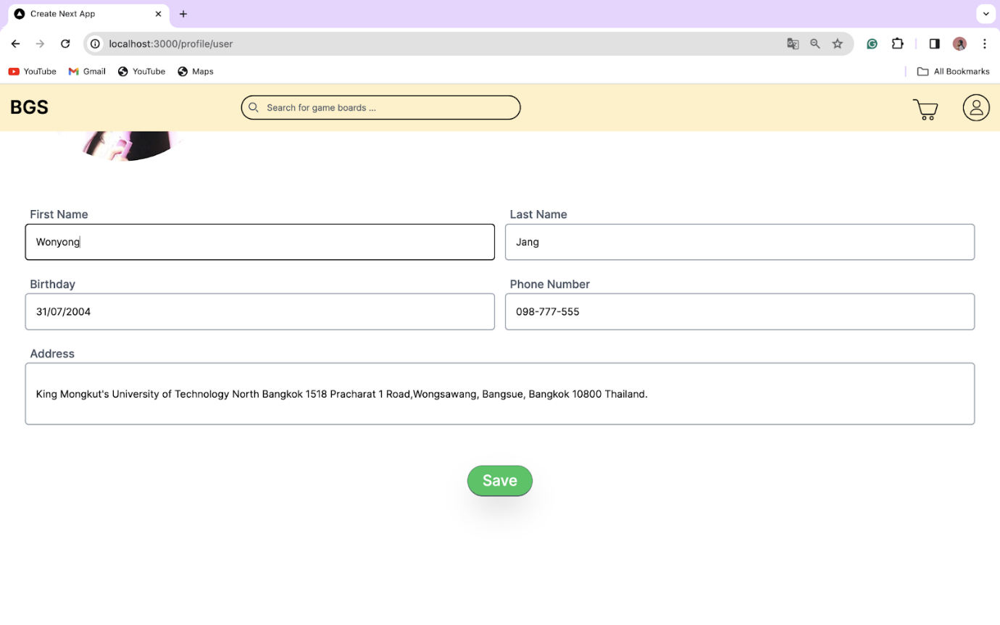 Create Next App
localhost:3000/profile/user
YouTube Gmail YouTube Maps All Bookmarks
BGS Search for game boards ...
First Name Last Name
Wonyong Jang
Birthday Phone Number
31/07/2004 098-777-555
Address
King Mongkut's University of Technology North Bangkok 1518 Pracharat 1 Road,Wongsawang, Bangsue, Bangkok 10800 Thailand.
Save